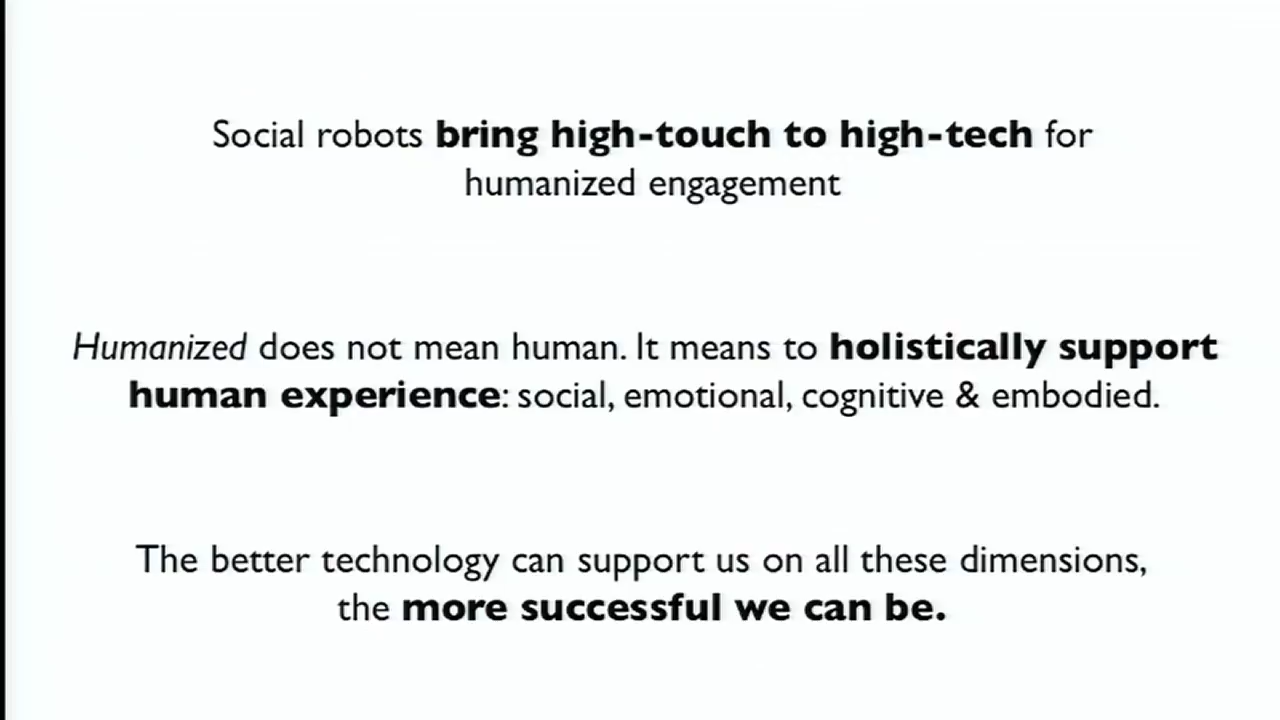 Social robots bring high-touch to high-tech for
humanized engagement
Humanized does not mean human. It means to holistically support
human experience: social, emotional, cognitive & embodied.
The better technology can support us on all these dimensions,
the more successful we can be.